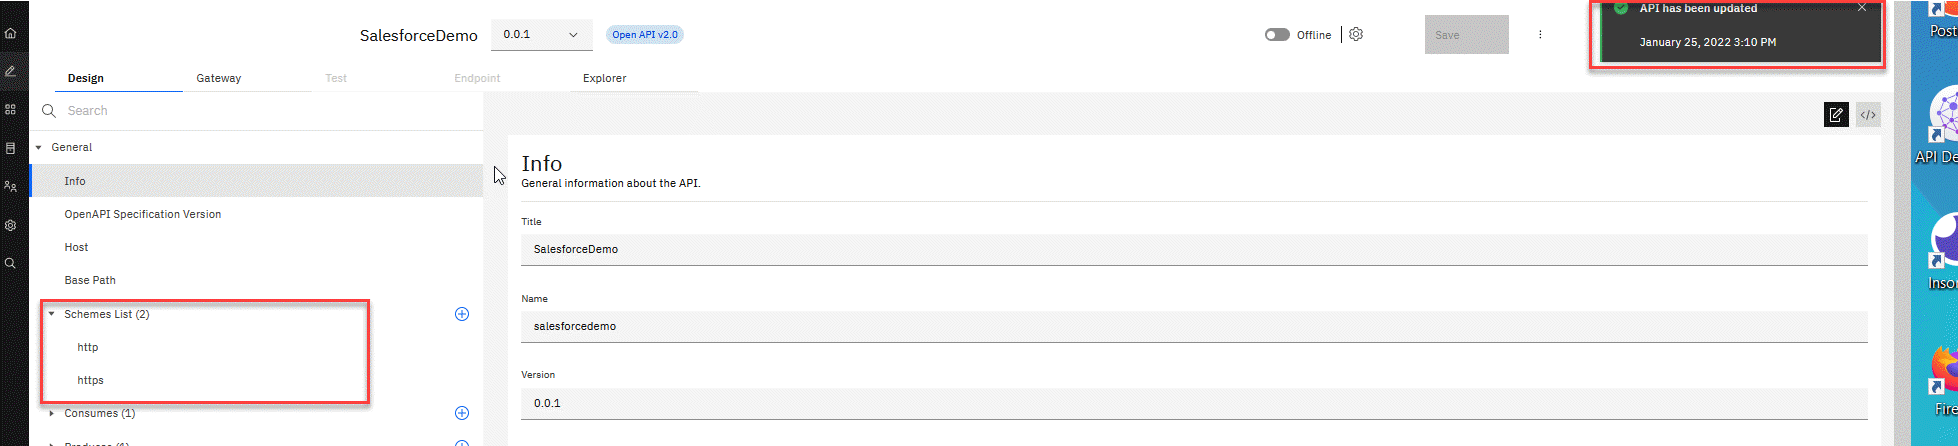 API has been updated
January 25, 2022 3:10 PM
SalesforceDemo
0.0.1
Open API v2.0
Offline
Save
Design Gateway Test Endpoint Explorer
Search
General
Info
OpenAPI Specification Version
Host
Base Path
Schemes List (2)
http
https
Consumes (1)
Produces (1)
</>
Info
General information about the API.
Title
SalesforceDemo
Name
salesforcedemo
Version
0.0.1
Post
API De
Inso
Fire